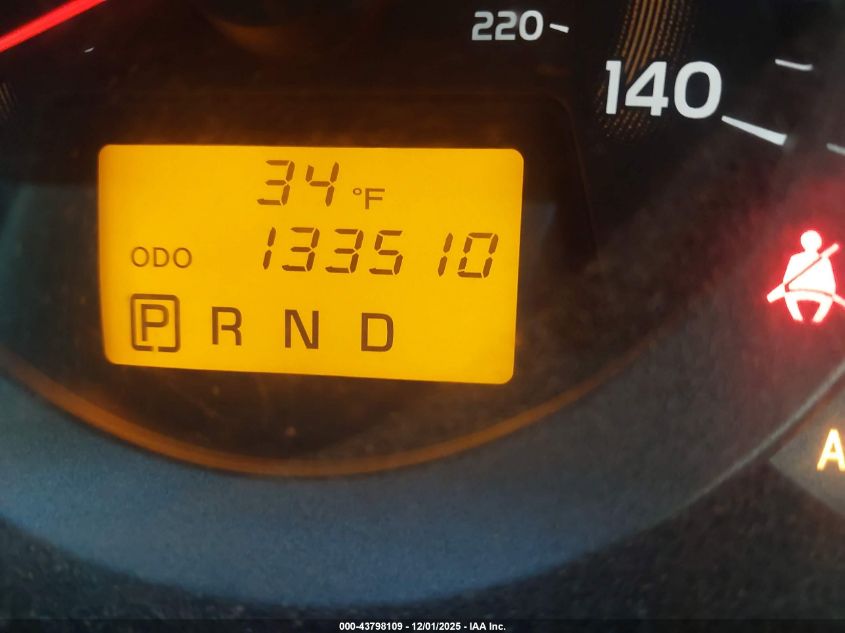 220
140
34 °F
ODO 133510
P R N D
A
000-43798109 - 12/01/2025 - IAA Inc.